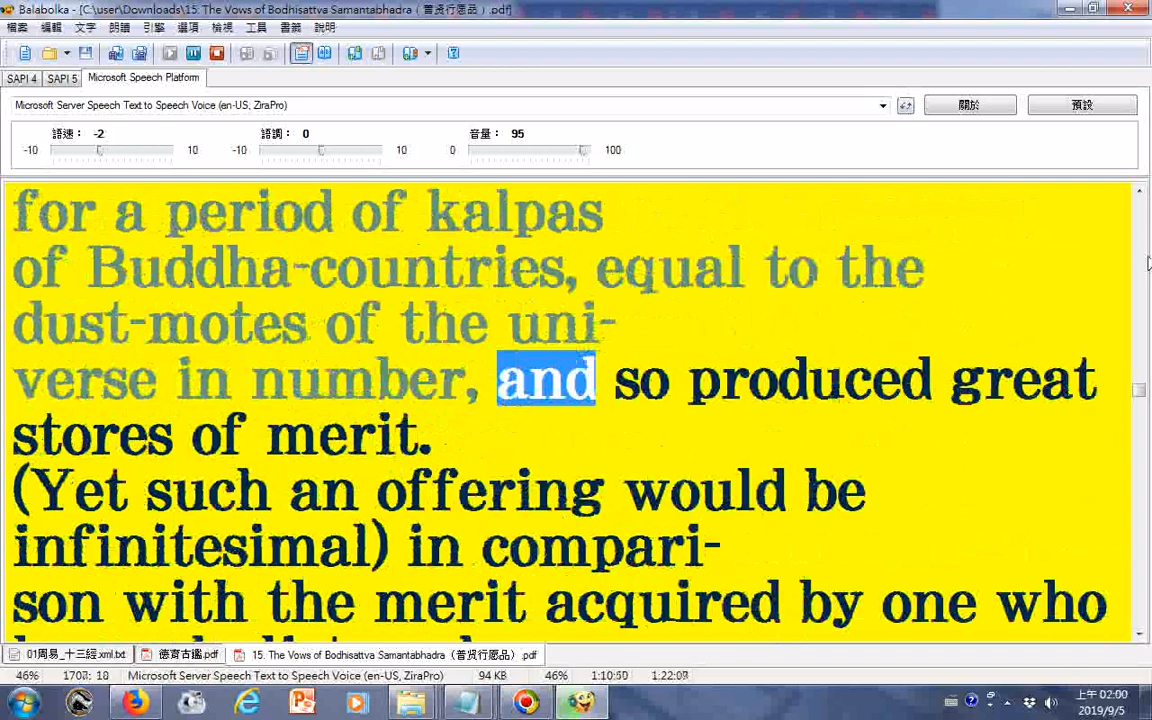 Balabolka - [C:\user\Downloads\15. The Vows of Bodhisattva Samantabhadra（普賢行愿品）.pdf]
檔案 編輯 文字 朗讀 引擎 選項 檢視 工具 書籤 說明
SAPI 4 SAPI 5 Microsoft Speech Platform
Microsoft Server Speech Text to Speech Voice (en-US, ZiraPro) 關於 預設
語速： -2 語調： 0 音量： 95
-10 10 -10 10 0 100
for a period of kalpas
of Buddha-countries, equal to the
dust-motes of the uni-
verse in number, and so produced great
stores of merit.
(Yet such an offering would be
infinitesimal) in compari-
son with the merit acquired by one who
01周易_十三經.xml.txt 德育古鑑.pdf 15. The Vows of Bodhisattva Samantabhadra（普賢行愿品）.pdf
46% 1703: 18 Microsoft Server Speech Text to Speech Voice (en-US, ZiraPro) 94 KB 46% 1:10:50 1:22:09
上午 02:00
2019/9/5